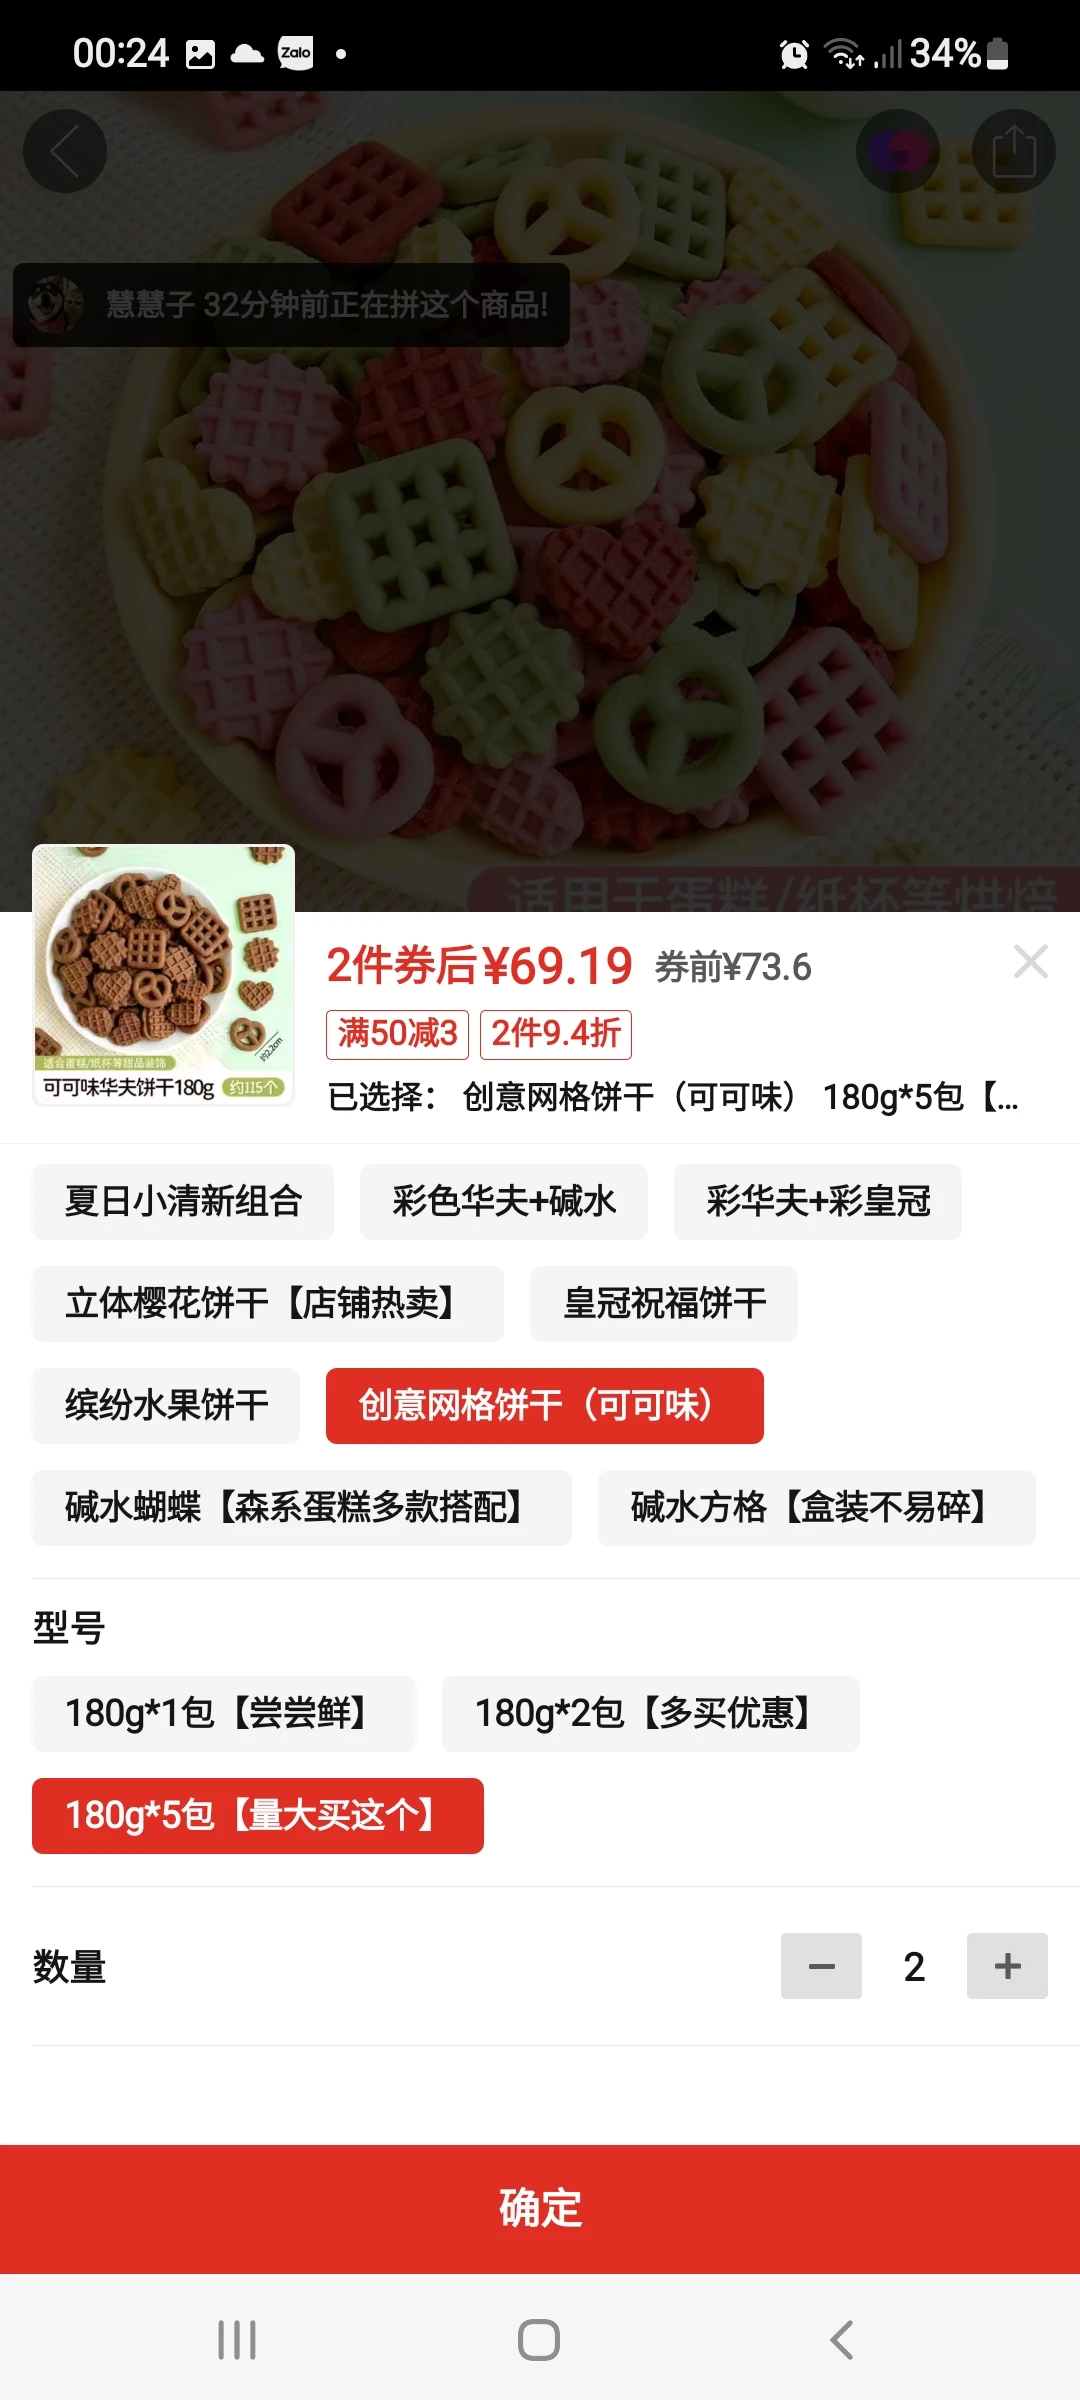 00:24
Zalo
34%
慧慧子 32分钟前正在拼这个商品!
适用于蛋糕/纸杯等烘焙
约2.2cm
适合蛋糕/纸杯等甜品装饰
可可味华夫饼干180g 约115个
2件券后¥69.19 券前¥73.6
满50减3 2件9.4折
已选择： 创意网格饼干（可可味） 180g*5包【...
夏日小清新组合 彩色华夫+碱水 彩华夫+彩皇冠
立体樱花饼干【店铺热卖】 皇冠祝福饼干
缤纷水果饼干 创意网格饼干（可可味）
碱水蝴蝶【森系蛋糕多款搭配】 碱水方格【盒装不易碎】
型号
180g*1包【尝尝鲜】 180g*2包【多买优惠】
180g*5包【量大买这个】
数量 2
确定